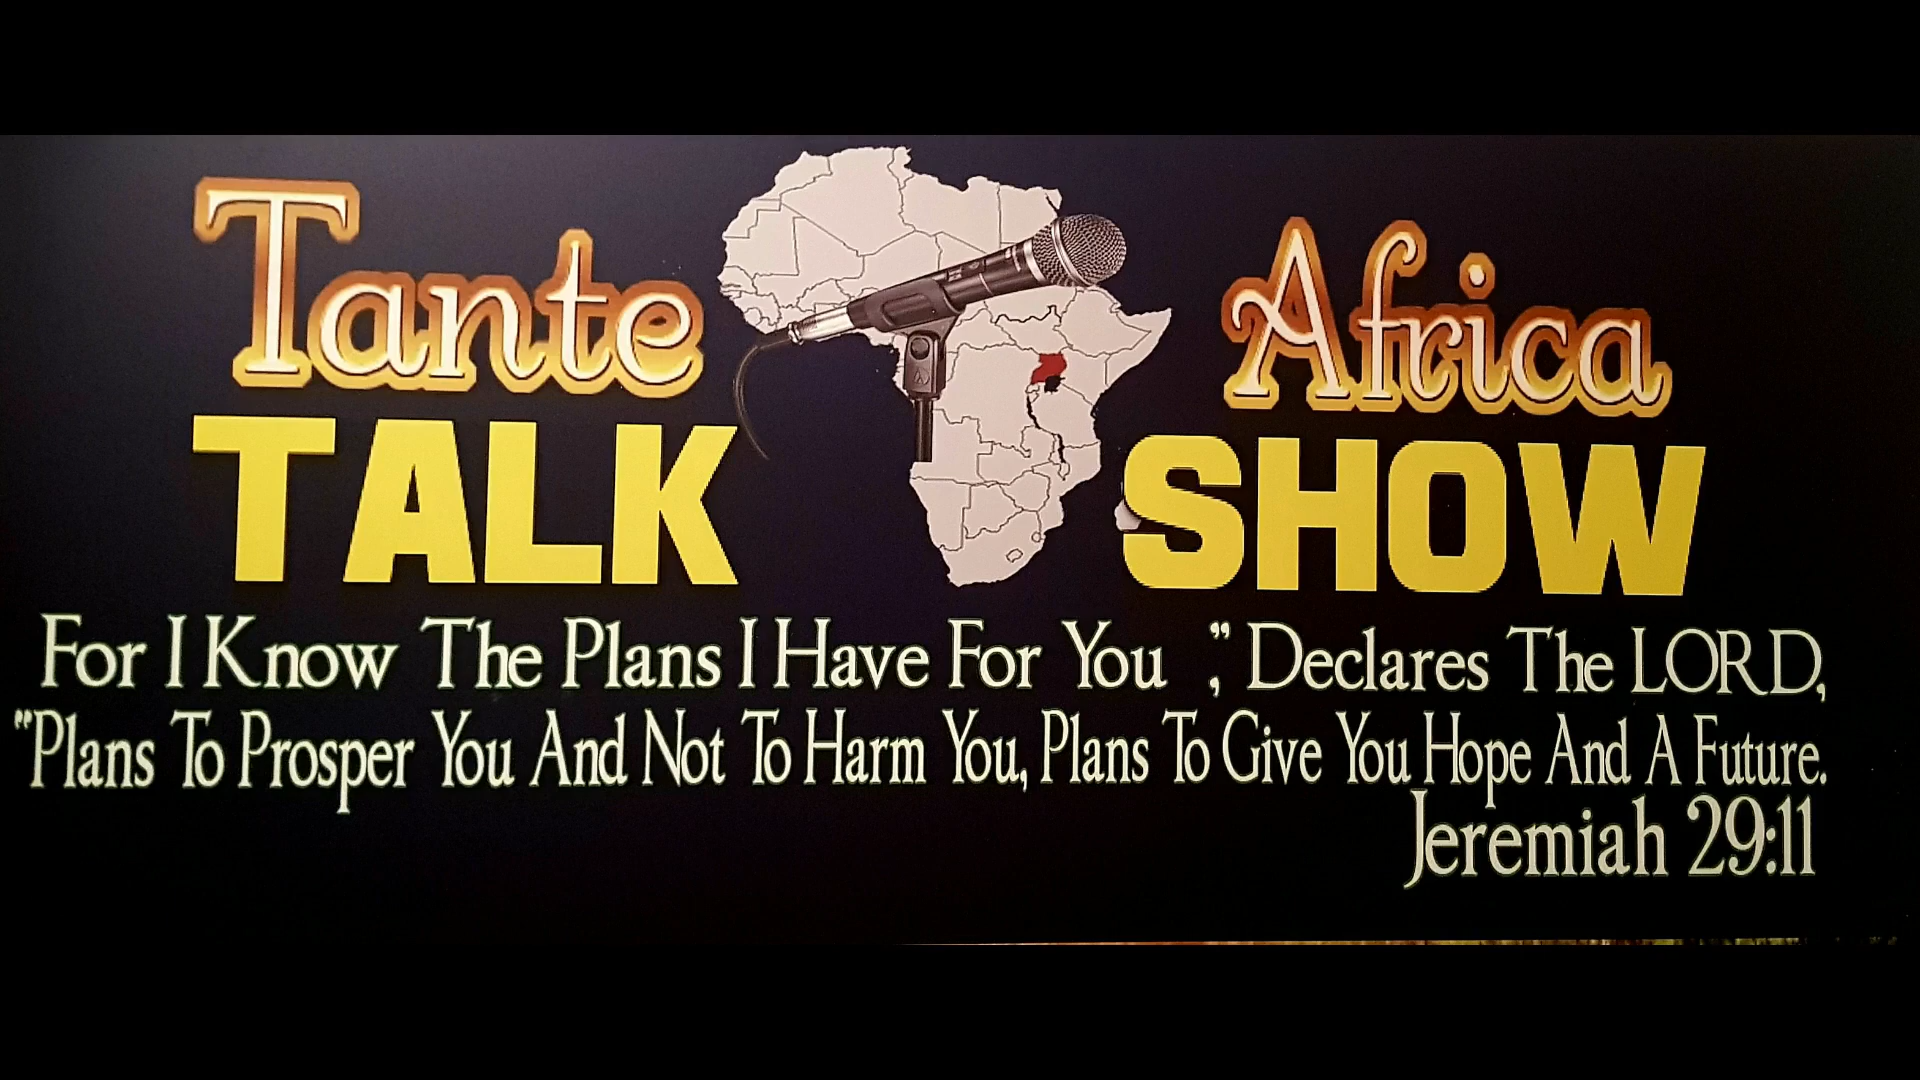 Tante Africa
TALK SHOW
For I Know The Plans I Have For You ,” Declares The LORD,
“Plans To Prosper You And Not To Harm You, Plans To Give You Hope And A Future.
Jeremiah 29:11